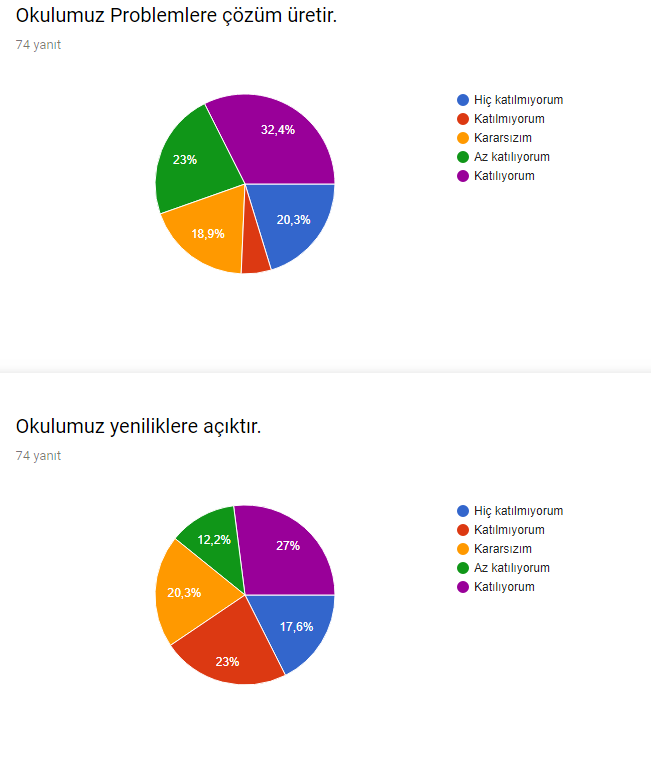 Okulumuz Problemlere çözüm üretir.
74 yanıt
Hiç katılmıyorum
Katılmıyorum
Kararsızım
Az katılıyorum
Katılıyorum
32,4%
23%
20,3%
18,9%
Okulumuz yeniliklere açıktır.
74 yanıt
Hiç katılmıyorum
Katılmıyorum
Kararsızım
Az katılıyorum
Katılıyorum
12,2%
27%
20,3%
17,6%
23%